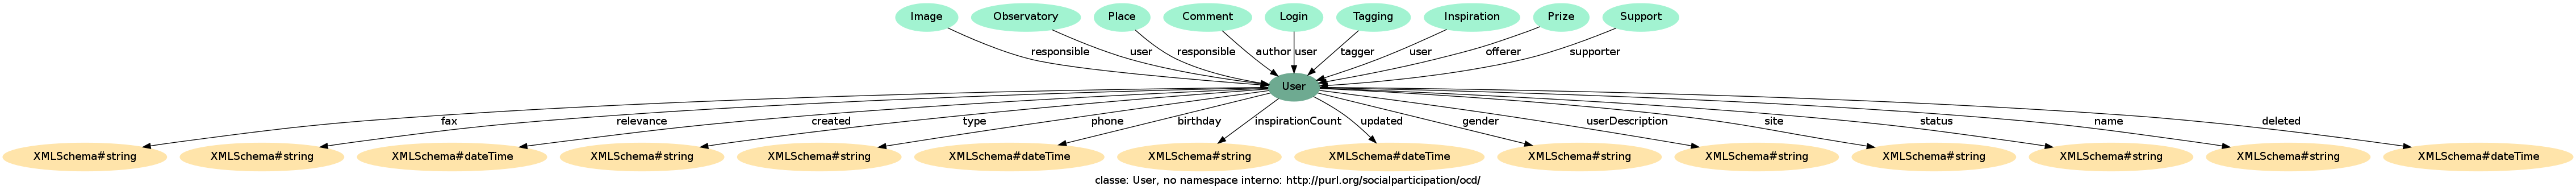 Image Observatory Place Comment Login Tagging Inspiration Prize Support
responsible user responsible author user tagger user offerer supporter
User
fax relevance created type phone birthday inspirationCount updated gender userDescription site status name deleted
XMLSchema#string XMLSchema#string XMLSchema#dateTime XMLSchema#string XMLSchema#string XMLSchema#dateTime XMLSchema#string XMLSchema#dateTime XMLSchema#string XMLSchema#string XMLSchema#string XMLSchema#string XMLSchema#string XMLSchema#dateTime
classe: User, no namespace interno: http://purl.org/socialparticipation/ocd/